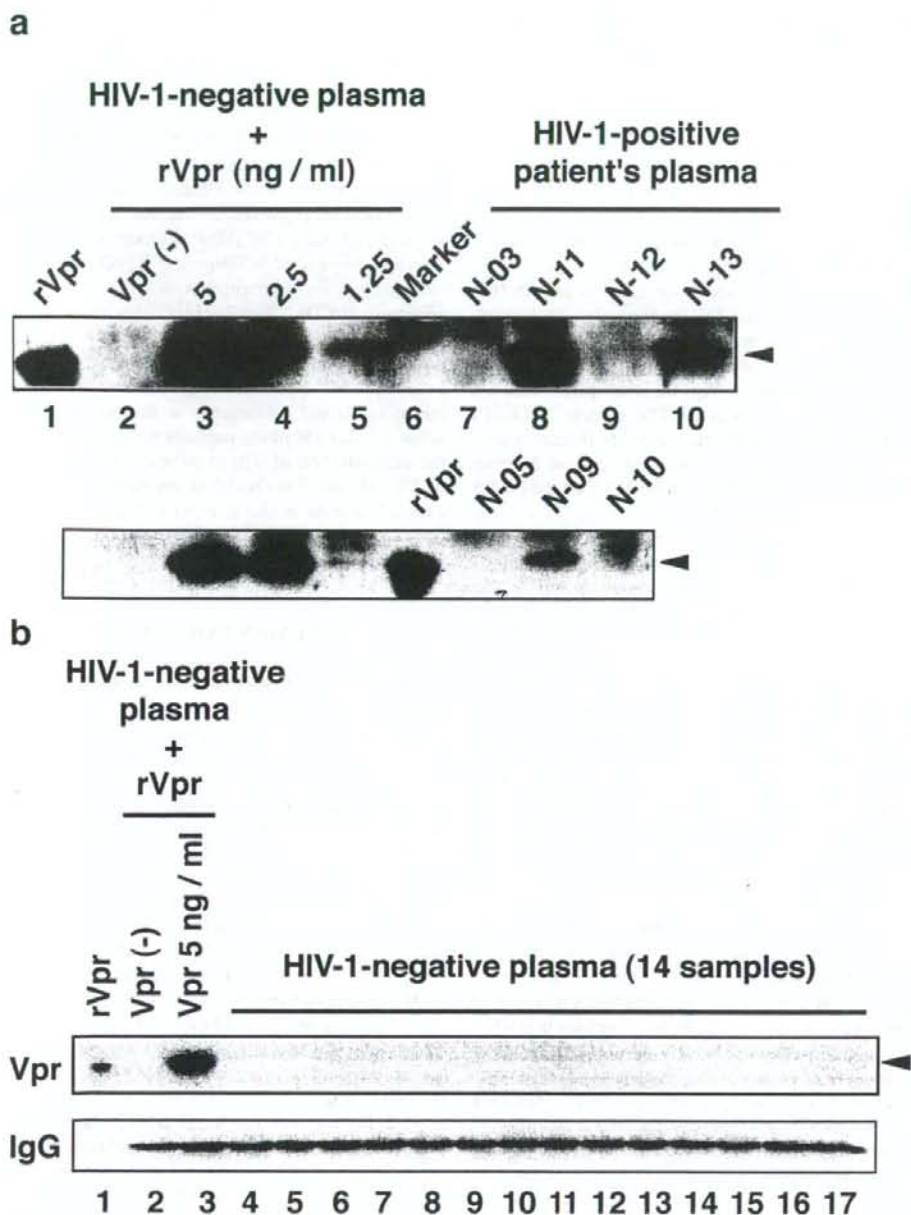 a
HIV-1-negative plasma
+
rVpr (ng / ml)
HIV-1-positive
patient's plasma
rVpr
Vpr (-)
5
2.5
1.25
Marker
N-03
N-11
N-12
N-13
1 2 3 4 5 6 7 8 9 10
rVpr
N-05
N-09
N-10
b
HIV-1-negative
plasma
+
rVpr
rVpr
Vpr (-)
Vpr 5 ng / ml
HIV-1-negative plasma (14 samples)
Vpr
IgG
1 2 3 4 5 6 7 8 9 10 11 12 13 14 15 16 17